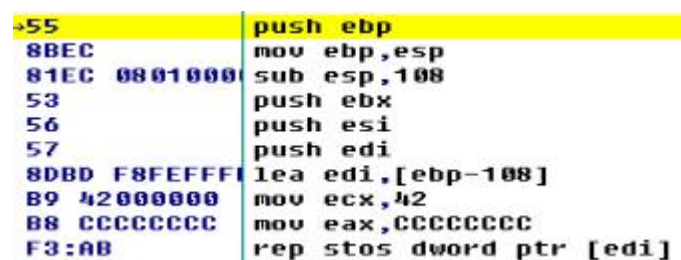 →55 push ebp
8BEC mov ebp,esp
81EC 08010000 sub esp,108
53 push ebx
56 push esi
57 push edi
8DBD F8FEFFFF lea edi,[ebp-108]
B9 42000000 mov ecx,42
B8 CCCCCCCC mov eax,CCCCCCCC
F3:AB rep stos dword ptr [edi]